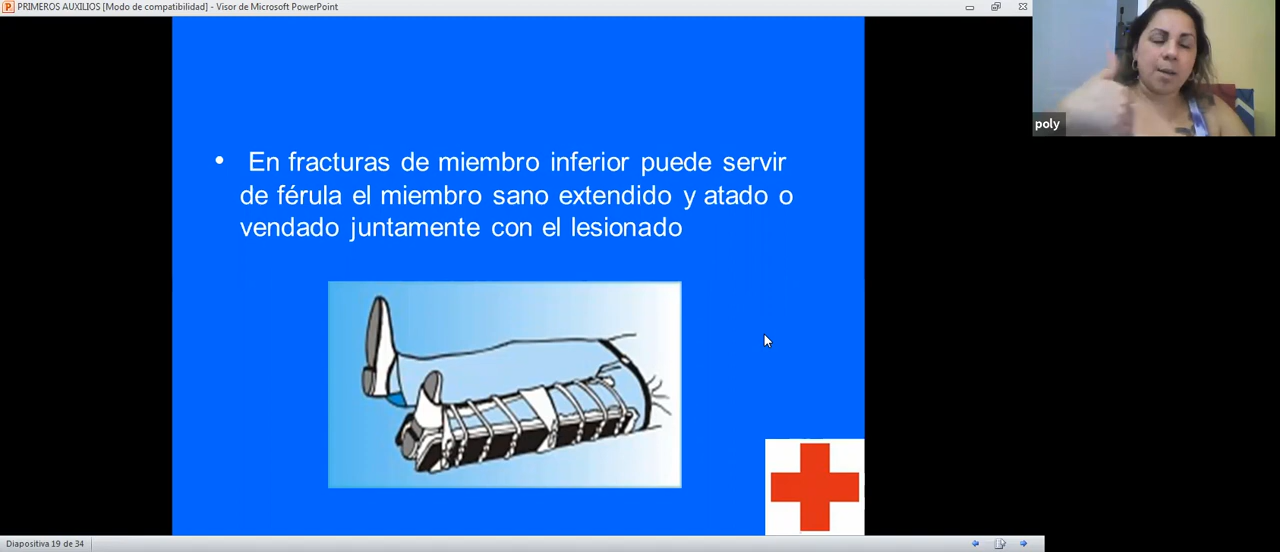 PRIMEROS AUXILIOS [Modo de compatibilidad] - Visor de Microsoft PowerPoint
poly
• En fracturas de miembro inferior puede servir
de férula el miembro sano extendido y atado o
vendado juntamente con el lesionado
Diapositiva 19 de 34